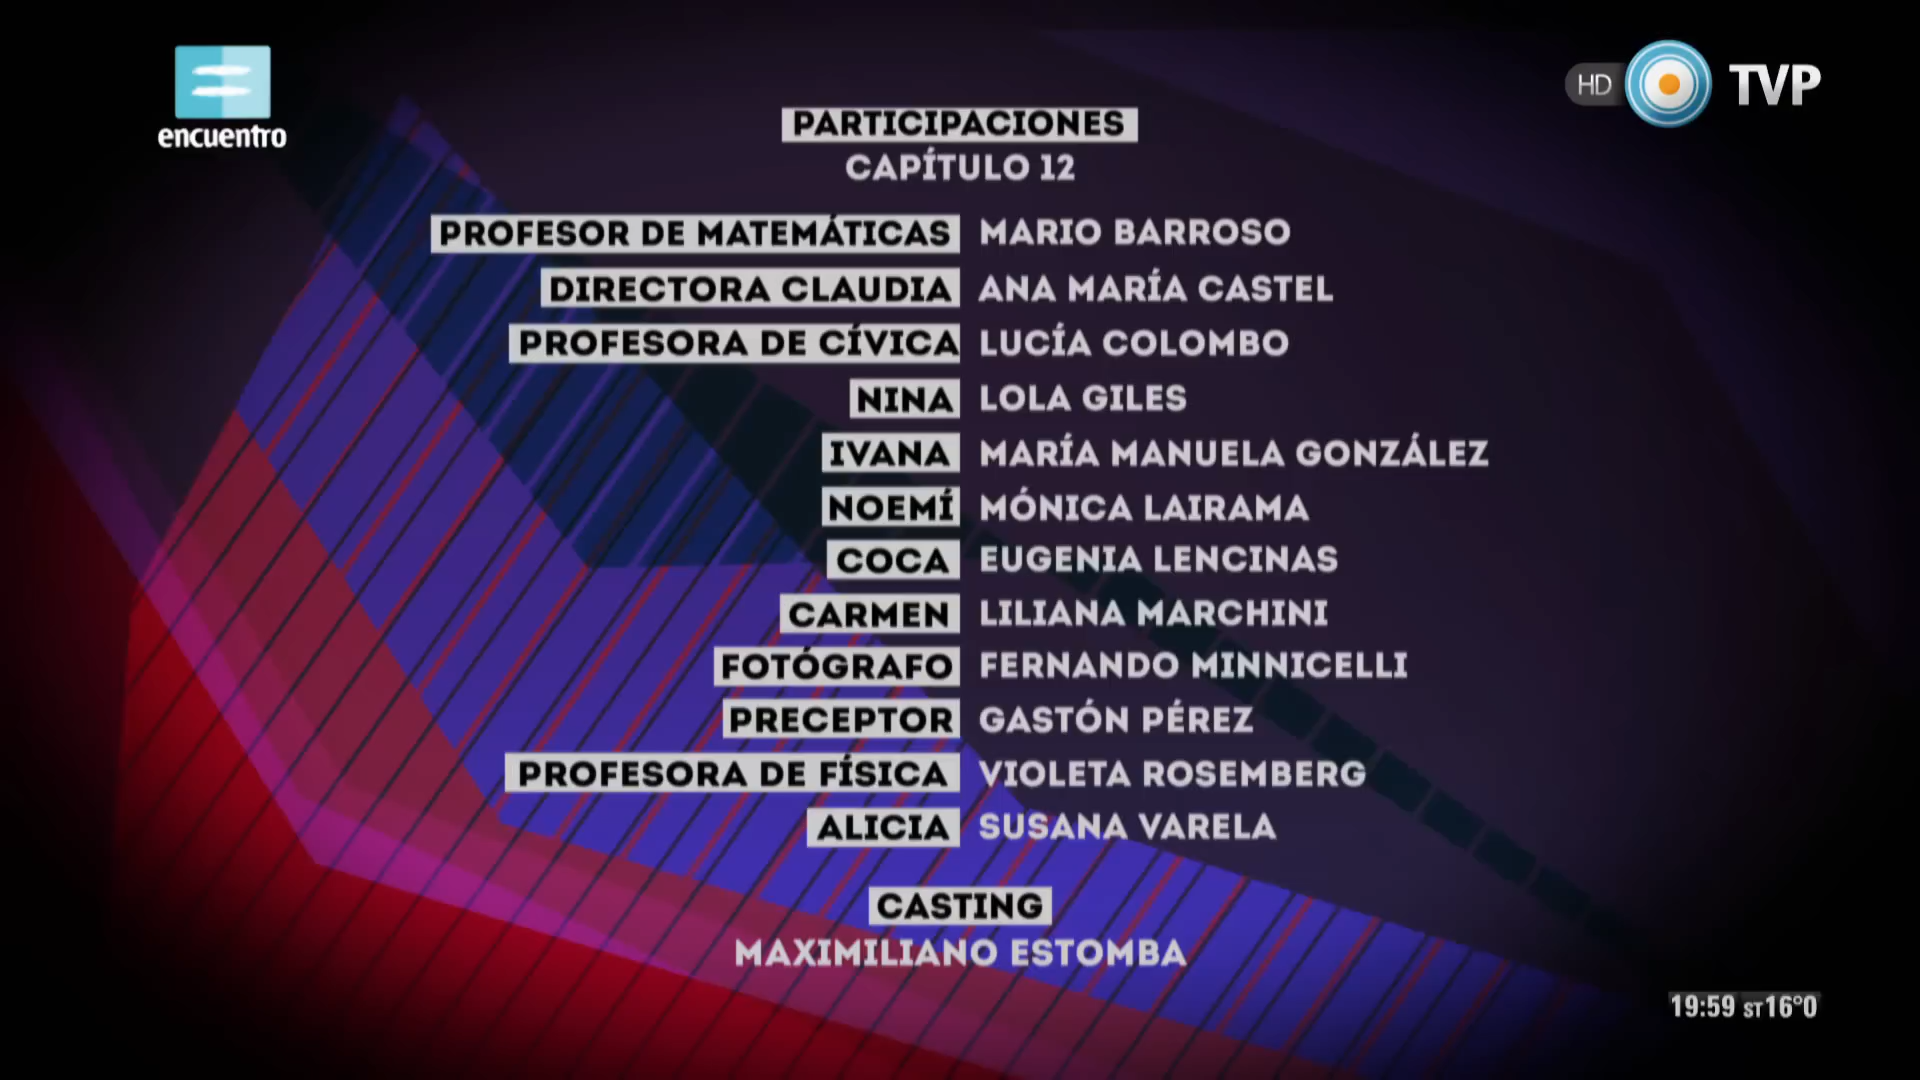 encuentro
HD TVP
PARTICIPACIONES
CAPÍTULO 12
PROFESOR DE MATEMÁTICAS MARIO BARROSO
DIRECTORA CLAUDIA ANA MARÍA CASTEL
PROFESORA DE CÍVICA LUCÍA COLOMBO
NINA LOLA GILES
IVANA MARÍA MANUELA GONZÁLEZ
NOEMÍ MÓNICA LAIRAMA
COCA EUGENIA LENCINAS
CARMEN LILIANA MARCHINI
FOTÓGRAFO FERNANDO MINNICELLI
PRECEPTOR GASTÓN PÉREZ
PROFESORA DE FÍSICA VIOLETA ROSEMBERG
ALICIA SUSANA VARELA
CASTING
MAXIMILIANO ESTOMBA
19:59 ST 16°0